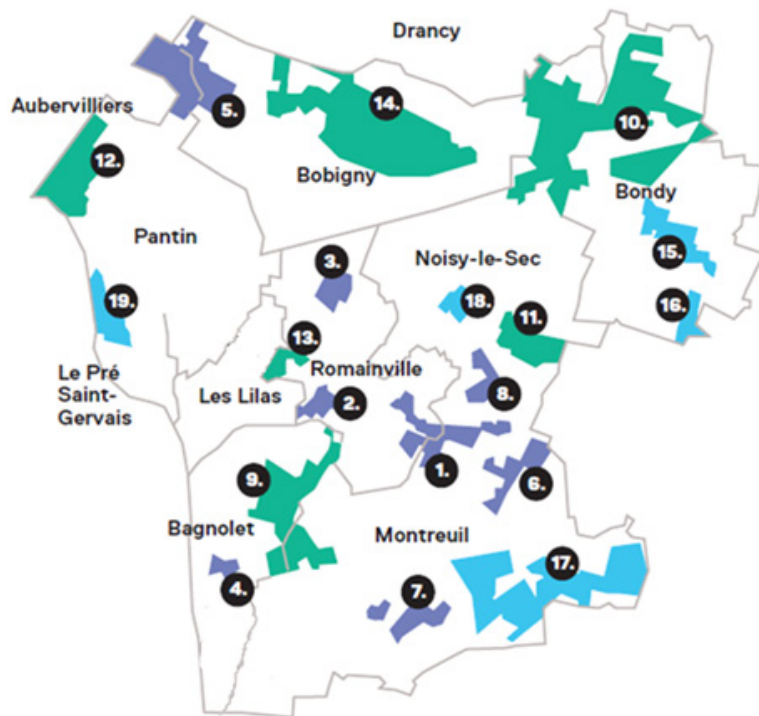 Drancy
5.
14.
10.
Aubervilliers
12.
Bobigny
Bondy
Pantin
15.
3.
Noisy-le-Sec
19.
18.
11.
16.
13.
Le Pré
Saint-
Gervais
Romainville
Les Lilas
2.
8.
1.
9.
6.
Bagnolet
Montreuil
17.
4.
7.